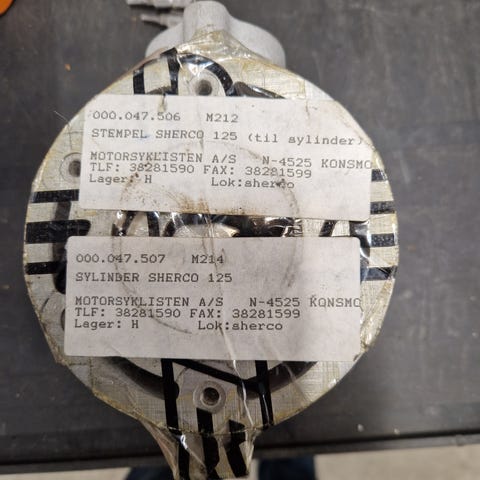 000.047.506 M212
STEMPEL SHERCO 125 (til sylinder)
MOTORSYKLISTEN A/S N-4525 KONSMO
TLF: 38281590 FAX: 38281599
Lager: H Lok:sherco
000.047.507 M214
SYLINDER SHERCO 125
MOTORSYKLISTEN A/S N-4525 KONSMO
TLF: 38281590 FAX: 38281599
Lager: H Lok:sherco